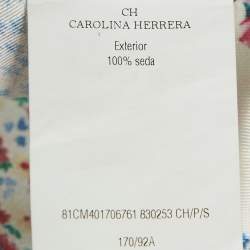 CH
CAROLINA HERRERA
Exterior
100% seda
81CM401706761 830253 CH/P/S
170/92A